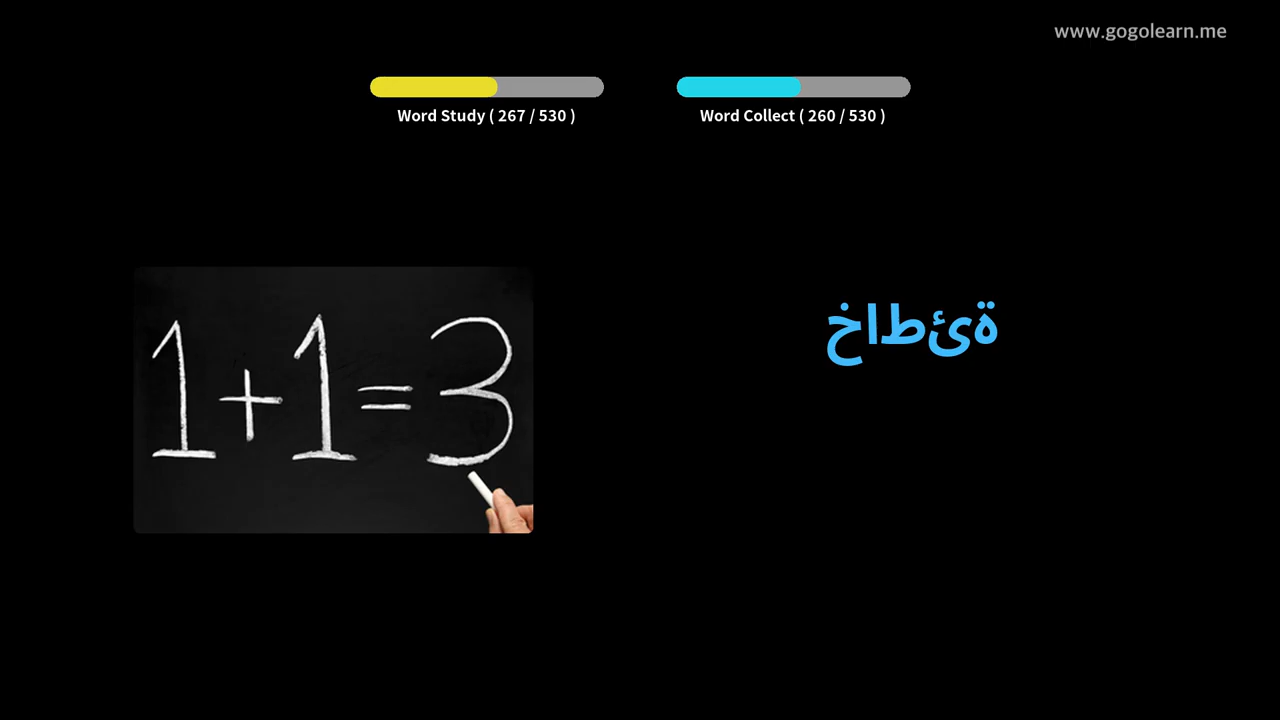 www.gogolearn.me
Word Study ( 267 / 530 )
Word Collect ( 260 / 530 )
1+1=3
خاطئة